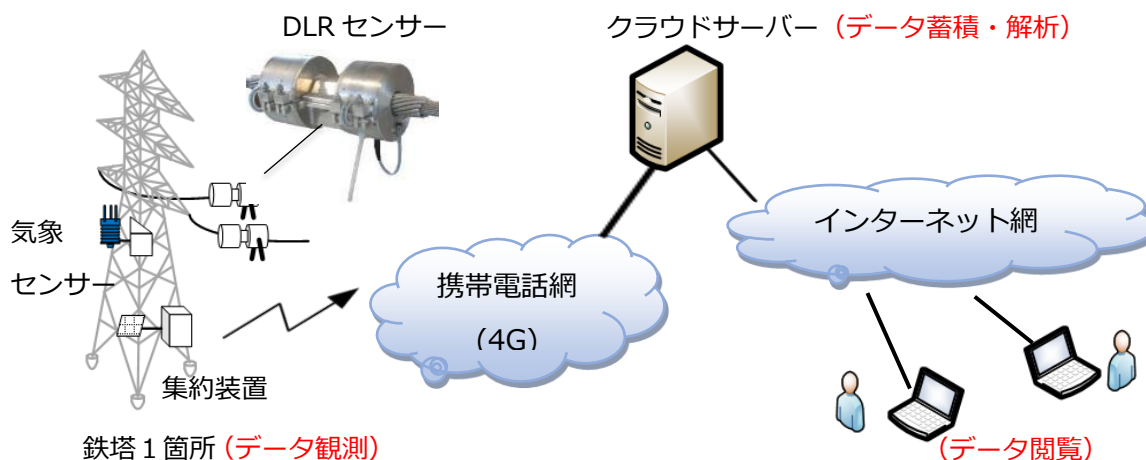 DLR センサー
クラウドサーバー（データ蓄積・解析）
気象
センサー
インターネット網
携帯電話網
(4G)
集約装置
鉄塔１箇所（データ観測）
（データ閲覧）